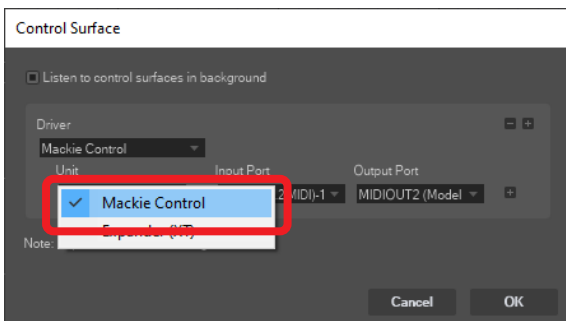 Control Surface
Listen to control surfaces in background
Driver
Mackie Control
Unit Input Port Output Port
Mackie Control 2(MIDI)-1 MIDIOUT2 (Model
Expander (XT)
Note:
Cancel OK